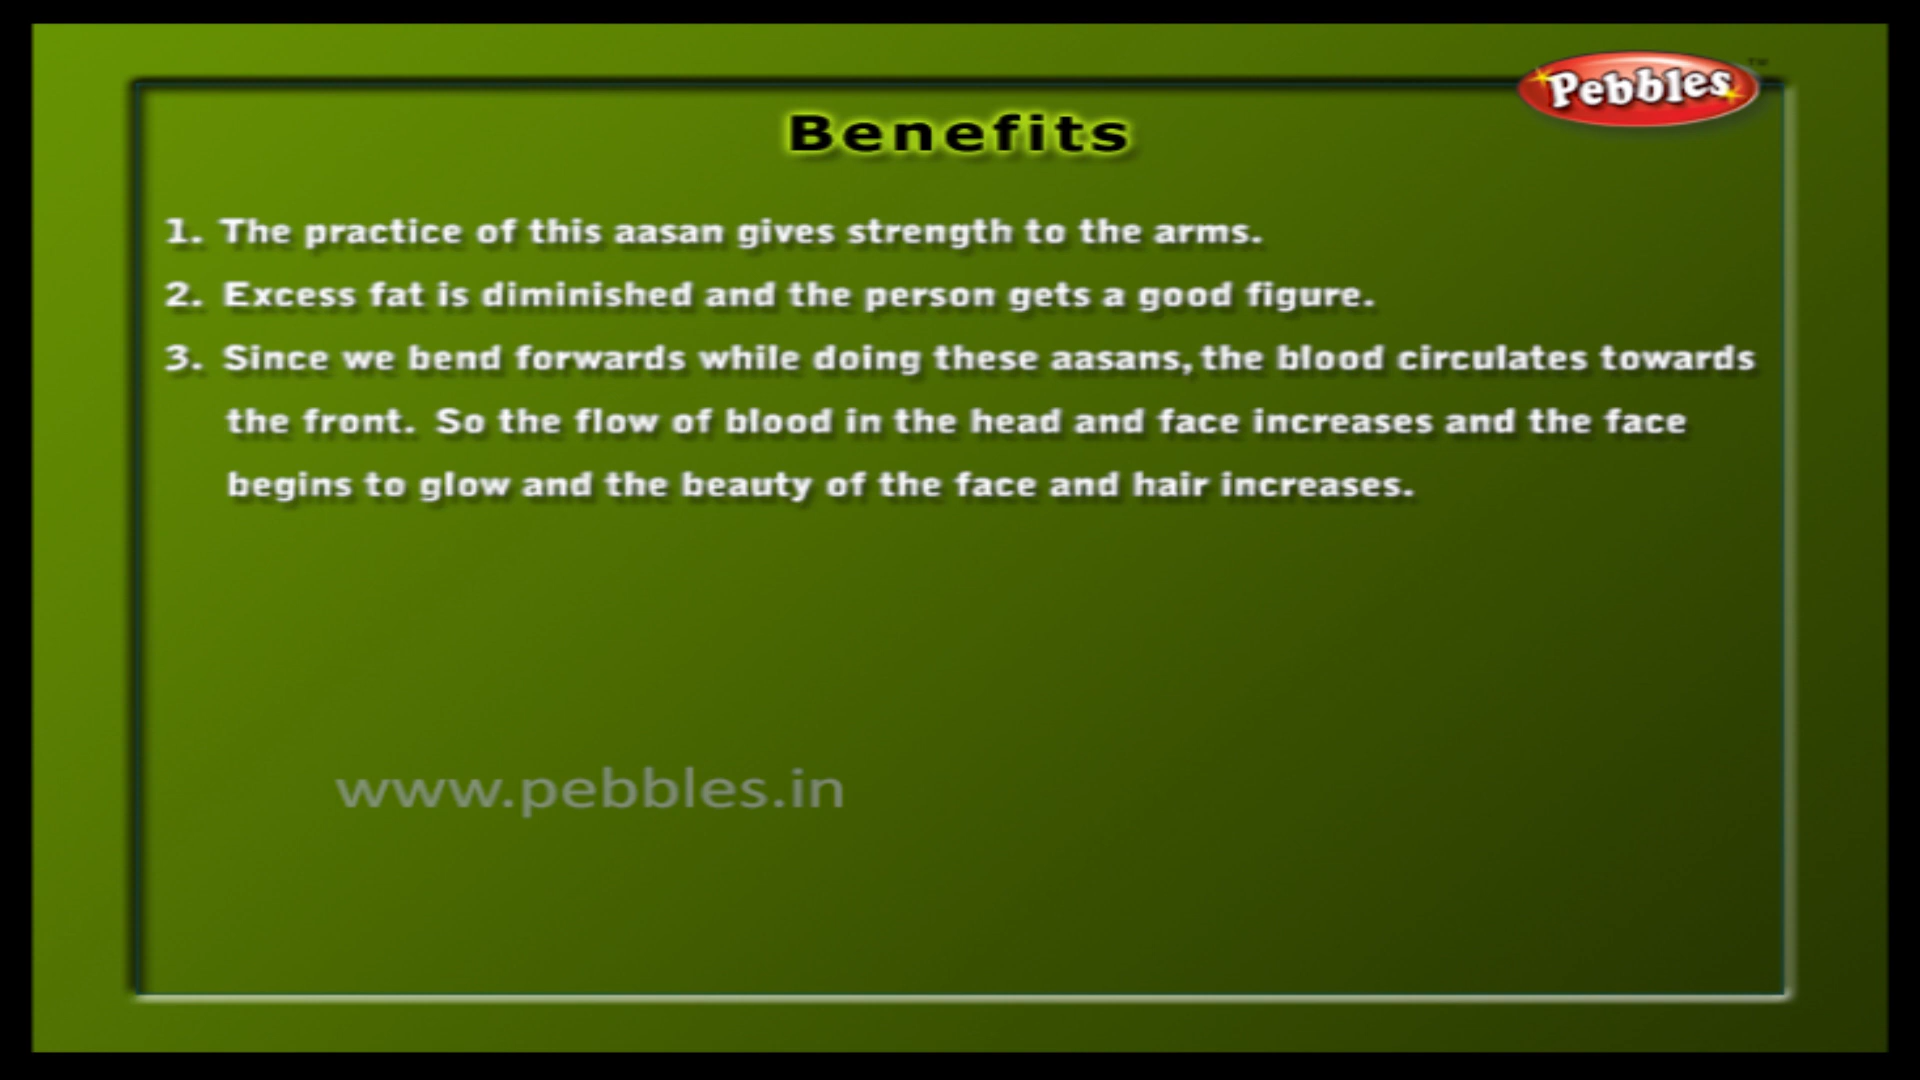 Pebbles™
Benefits
1. The practice of this aasan gives strength to the arms.
2. Excess fat is diminished and the person gets a good figure.
3. Since we bend forwards while doing these aasans, the blood circulates towards
the front. So the flow of blood in the head and face increases and the face
begins to glow and the beauty of the face and hair increases.
www.pebbles.in